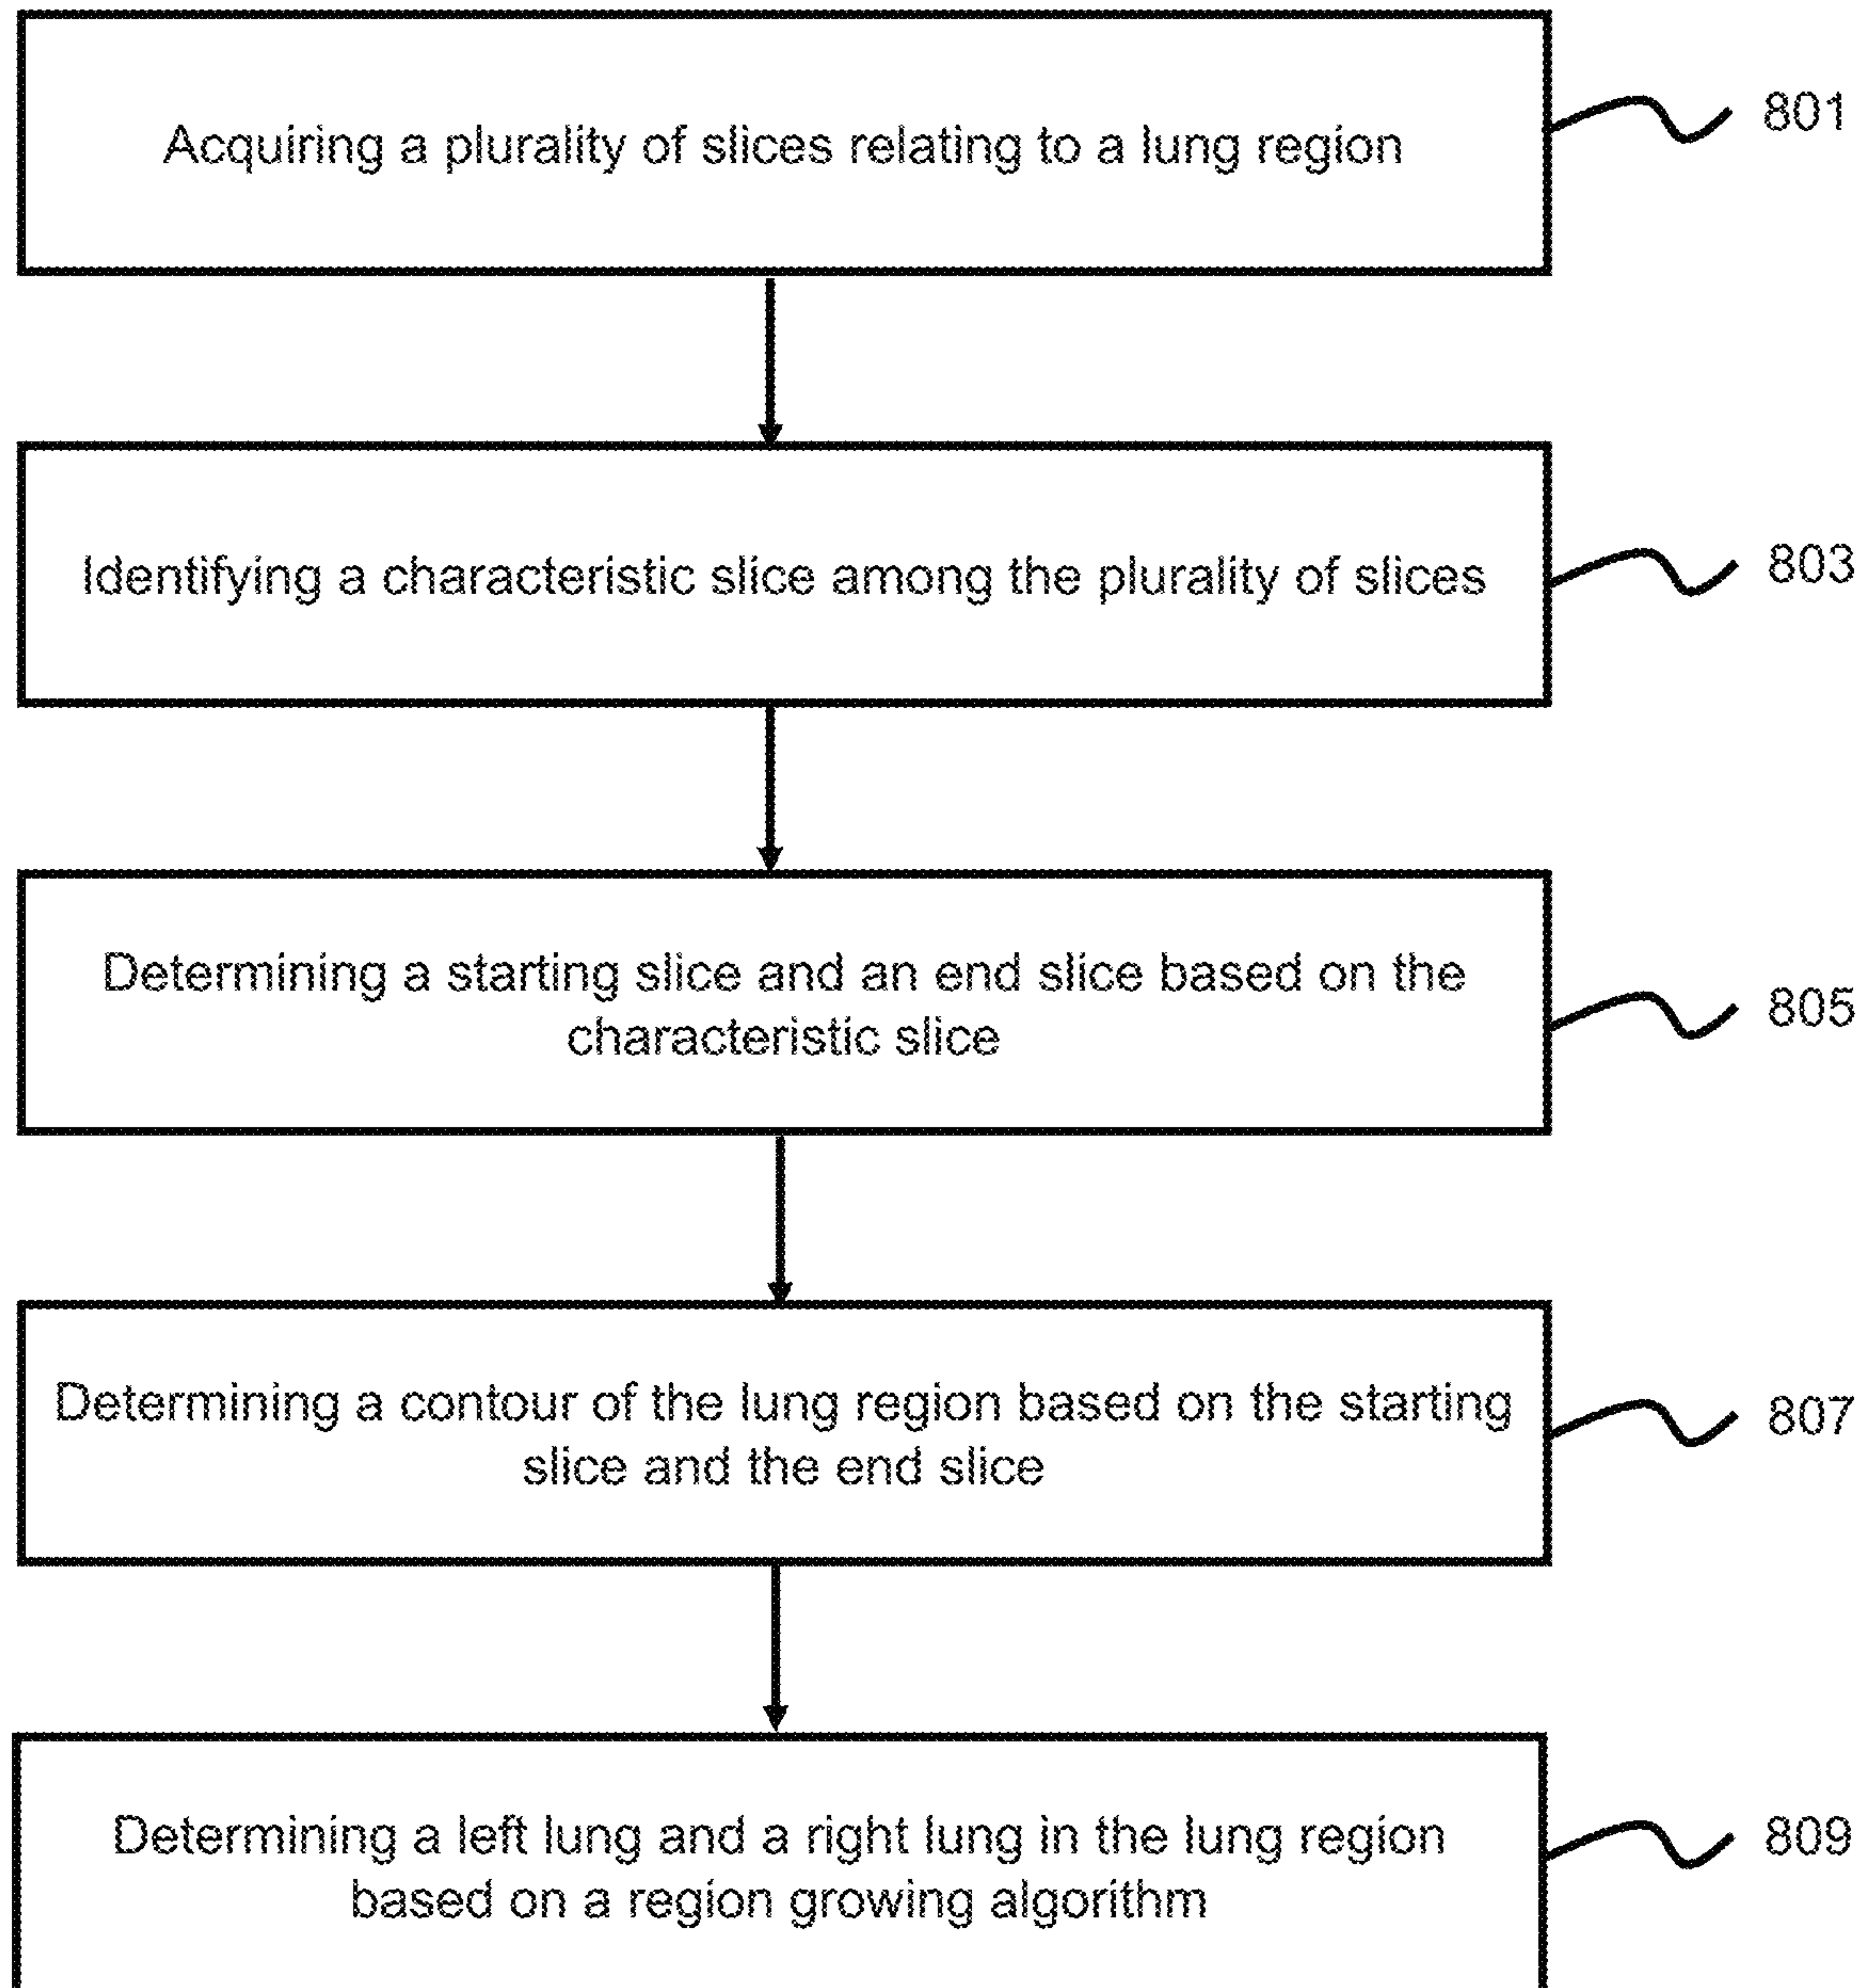 Acquiring a plurality of slices relating to a lung region
801
Identifying a characteristic slice among the plurality of slices
803
Determining a starting slice and an end slice based on the
characteristic slice
805
Determining a contour of the lung region based on the starting
slice and the end slice
807
Determining a left lung and a right lung in the lung region
based on a region growing algorithm
809